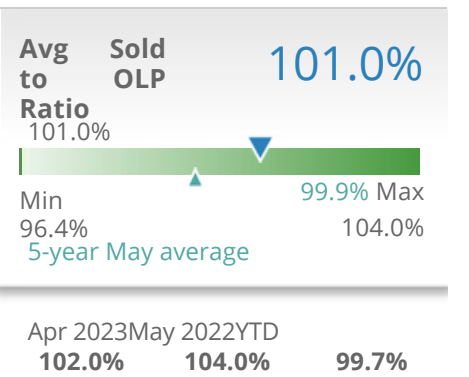 Avg Sold 101.0%
to OLP
Ratio
101.0%
99.9% Max
Min
96.4% 104.0%
5-year May average
Apr 2023May 2022YTD
102.0% 104.0% 99.7%